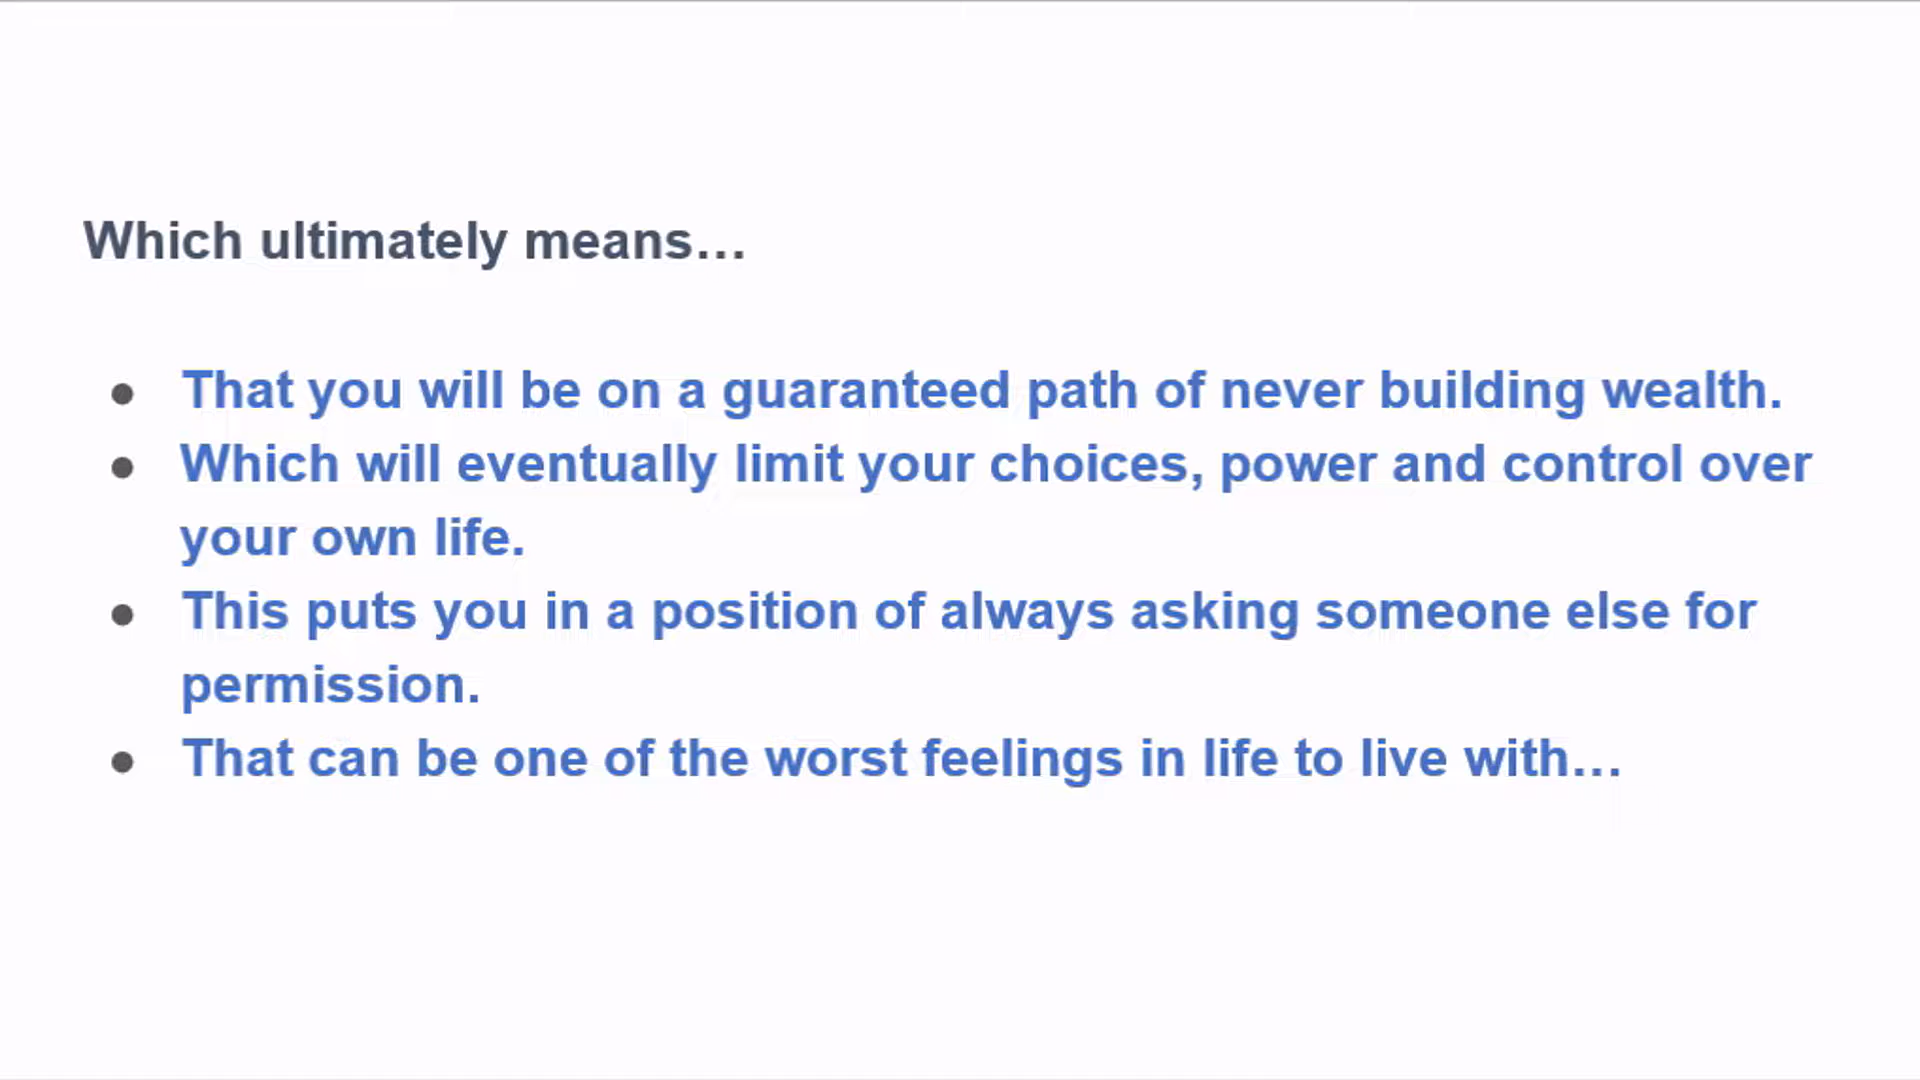 Which ultimately means…
● That you will be on a guaranteed path of never building wealth.
● Which will eventually limit your choices, power and control over
your own life.
● This puts you in a position of always asking someone else for
permission.
● That can be one of the worst feelings in life to live with…